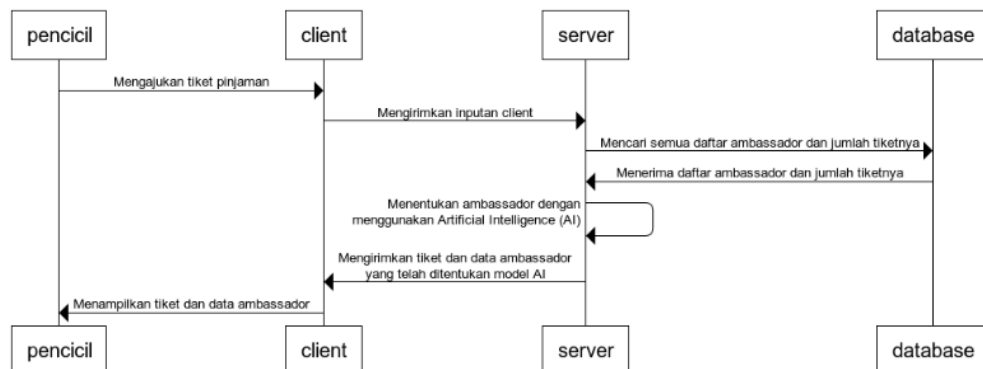 pencicil
client
server
database
Mengajukan tiket pinjaman
Mengirimkan inputan client
Mencari semua daftar ambassador dan jumlah tiketnya
Menerima daftar ambassador dan jumlah tiketnya
Menentukan ambassador dengan
menggunakan Artificial Intelligence (AI)
Mengirimkan tiket dan data ambassador
yang telah ditentukan model AI
Menampilkan tiket dan data ambassador
pencicil
client
server
database